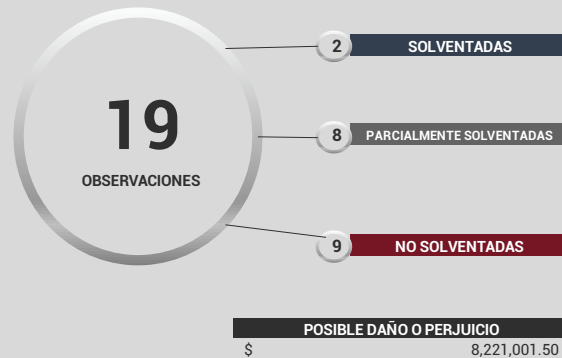 19
OBSERVACIONES
2 SOLVENTADAS
8 PARCIALMENTE SOLVENTADAS
9 NO SOLVENTADAS
POSIBLE DAÑO O PERJUICIO
$ 8,221,001.50